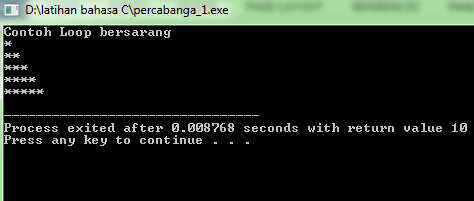 D:\latihan bahasa C\percabanga_1.exe
Contoh Loop bersarang
*
**
***
****
*****
--------------------------------
Process exited after 0.008768 seconds with return value 10
Press any key to continue . . .